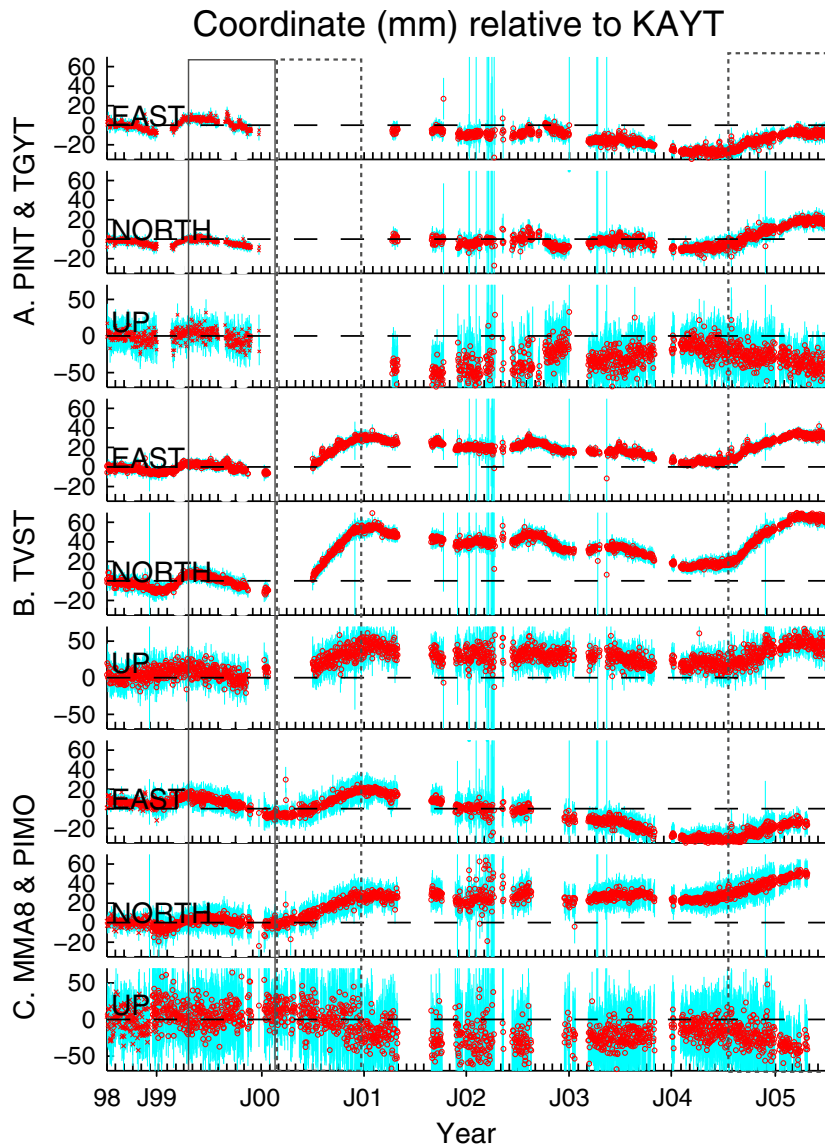 Coordinate (mm) relative to KAYT
A. PINT & TGYT
60
40
20
0
−20
EAST
60
40
20
0
−20
NORTH
50
0
−50
UP
B. TVST
60
40
20
0
−20
EAST
60
40
20
0
−20
NORTH
50
0
−50
UP
C. MMA8 & PIMO
60
40
20
0
−20
EAST
60
40
20
0
−20
NORTH
50
0
−50
UP
98 J99 J00 J01 J02 J03 J04 J05
Year